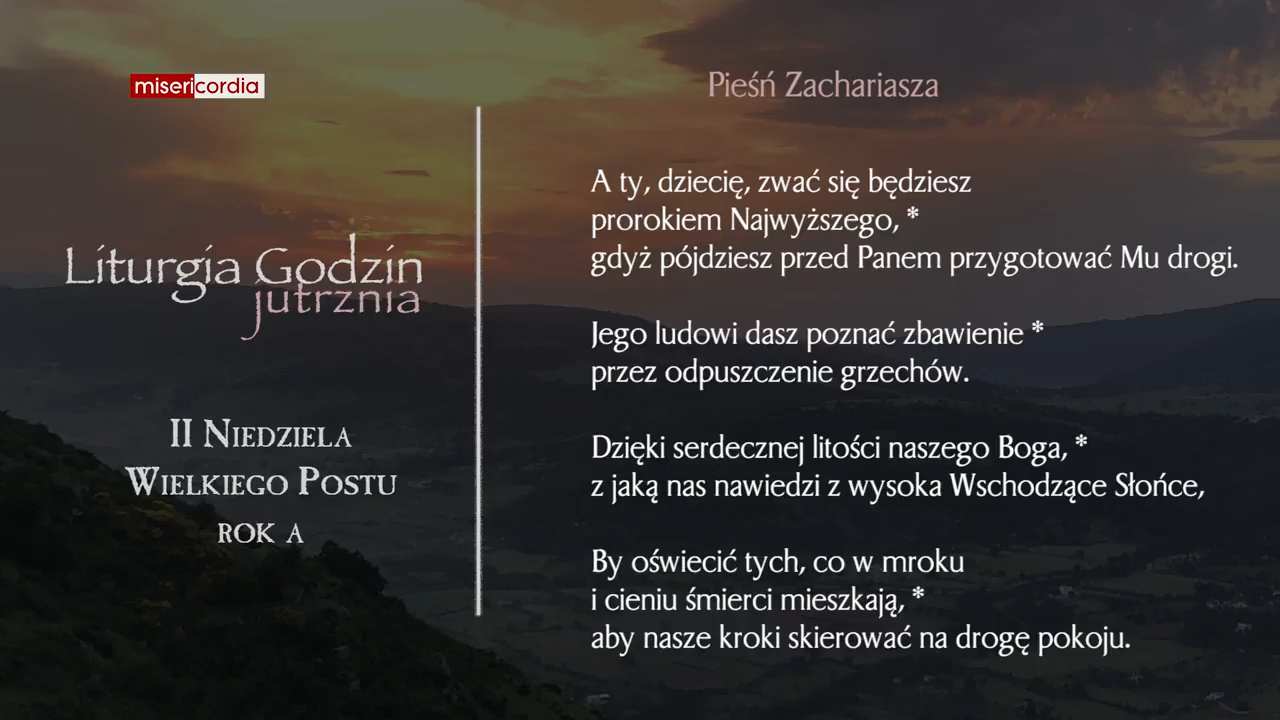 misericordia
Liturgia Godzin
jutrznia
II Niedziela
Wielkiego Postu
rok a
Pieśń Zachariasza
A ty, dziecię, zwać się będziesz
prorokiem Najwyższego, *
gdyż pójdziesz przed Panem przygotować Mu drogi.
Jego ludowi dasz poznać zbawienie *
przez odpuszczenie grzechów.
Dzięki serdecznej litości naszego Boga, *
z jaką nas nawiedzi z wysoka Wschodzące Słońce,
By oświecić tych, co w mroku
i cieniu śmierci mieszkają, *
aby nasze kroki skierować na drogę pokoju.